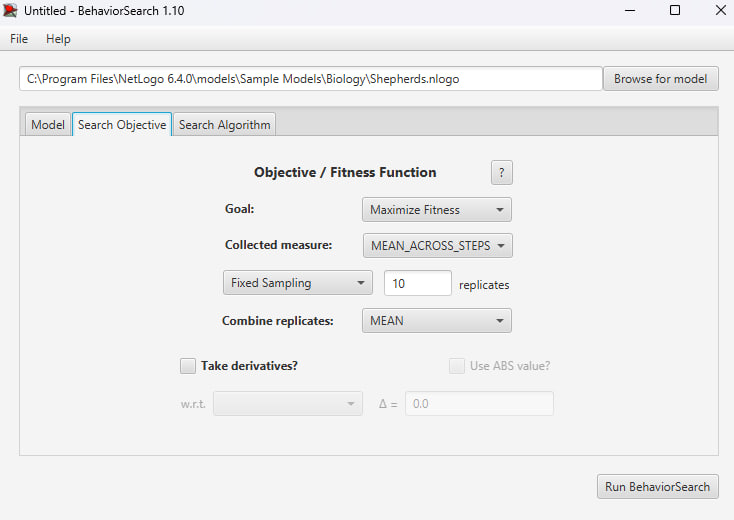 Untitled - BehaviorSearch 1.10
File Help
C:\Program Files\NetLogo 6.4.0\models\Sample Models\Biology\Shepherds.nlogo Browse for model
Model Search Objective Search Algorithm
Objective / Fitness Function ?
Goal: Maximize Fitness
Collected measure: MEAN_ACROSS_STEPS
Fixed Sampling 10 replicates
Combine replicates: MEAN
Take derivatives? Use ABS value?
w.r.t. Δ = 0.0
Run BehaviorSearch